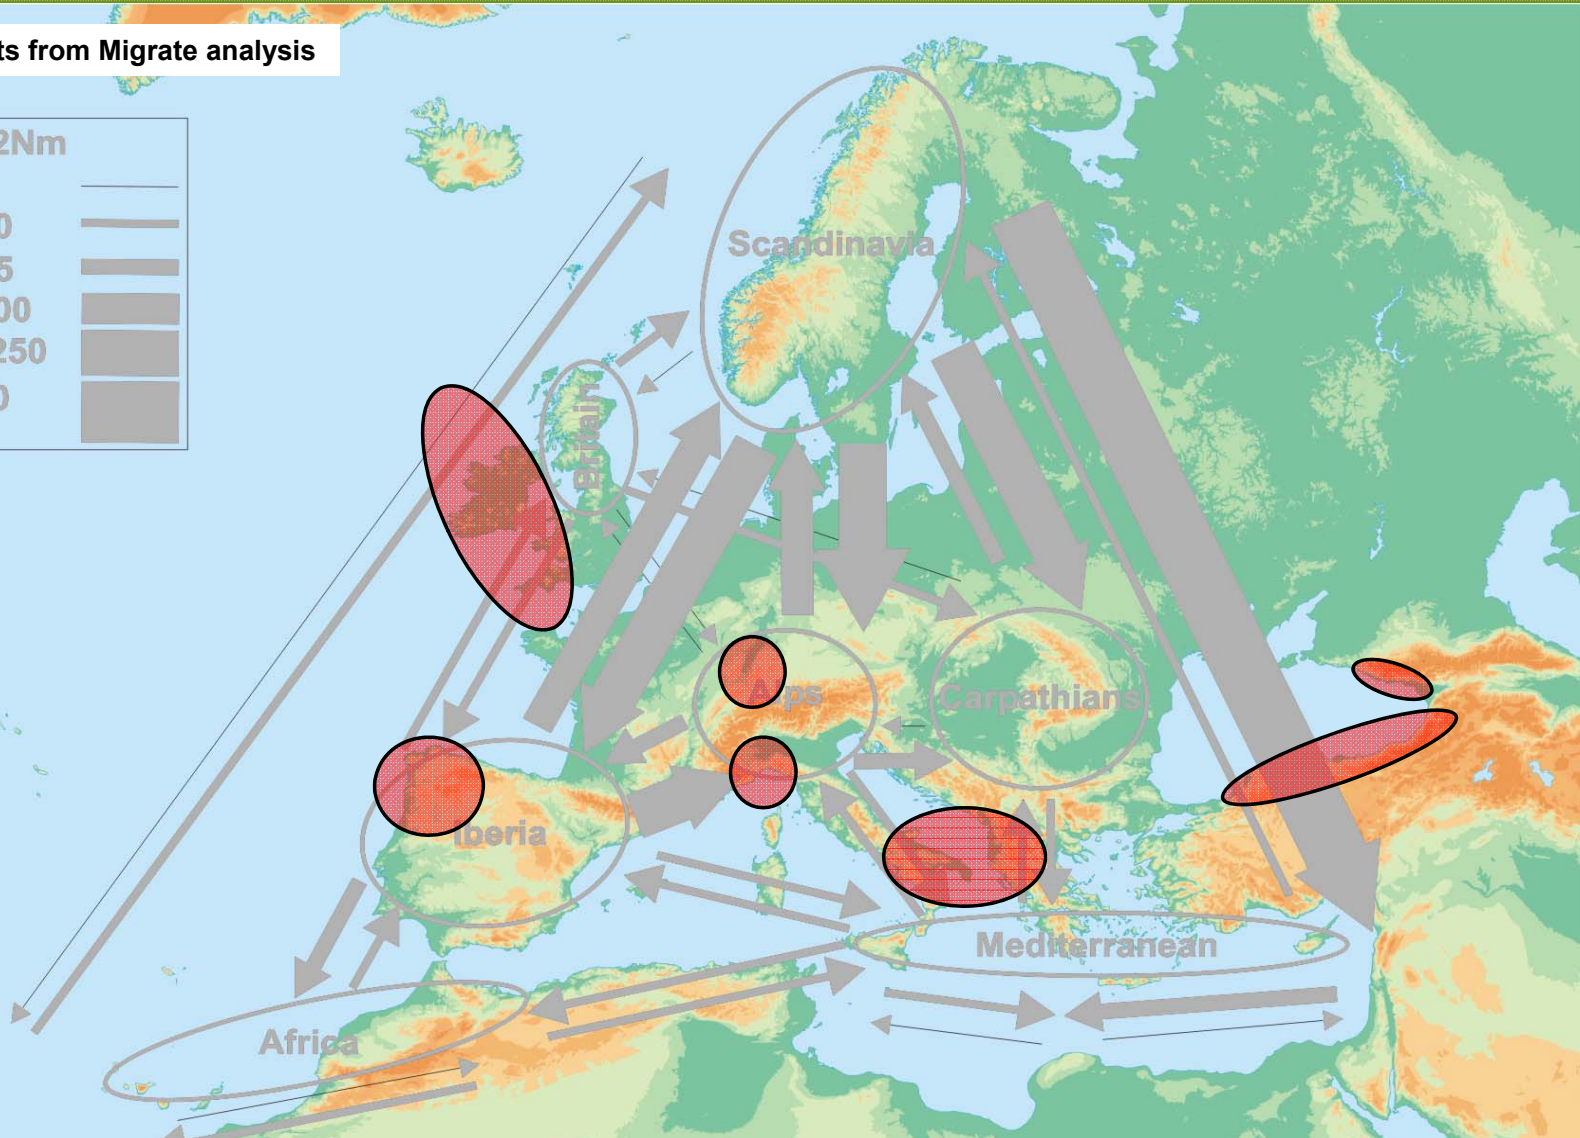 ts from Migrate analysis
2Nm
0
5
00
250
0
Scandinavia
Britain
Alps
Carpathians
Iberia
Mediterranean
Africa